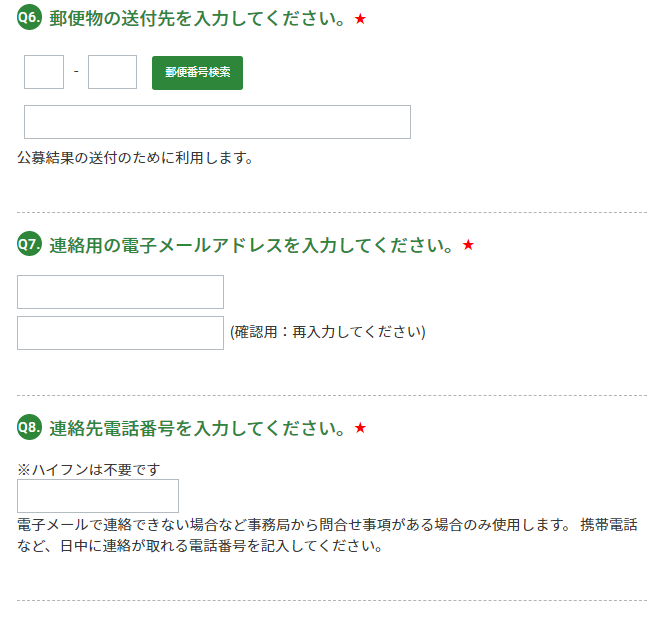 Q6. 郵便物の送付先を入力してください。★
- 郵便番号検索
公募結果の送付のために利用します。
Q7. 連絡用の電子メールアドレスを入力してください。★
(確認用：再入力してください)
Q8. 連絡先電話番号を入力してください。★
※ハイフンは不要です
電子メールで連絡できない場合など事務局から問合せ事項がある場合のみ使用します。 携帯電話
など、日中に連絡が取れる電話番号を記入してください。